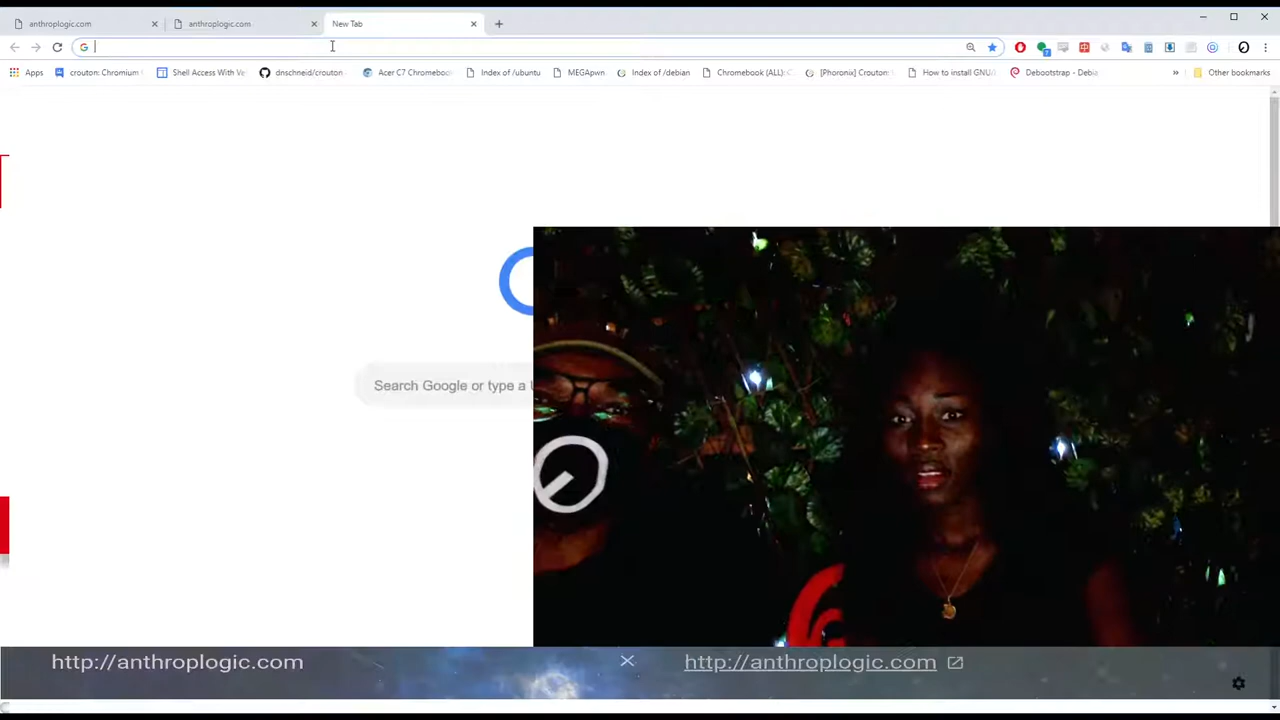 anthroplogic.com
anthroplogic.com
New Tab
Apps
crouton: Chromium
Shell Access With Ve
dnschneid/crouton
Acer C7 Chromeboo
Index of /ubuntu
MEGApwn
Index of /debian
Chromebook (ALL):
[Phoronix] Crouton:
How to install GNU/
Debootstrap - Debia
Other bookmarks
Search Google or type a
http://anthroplogic.com
http://anthroplogic.com